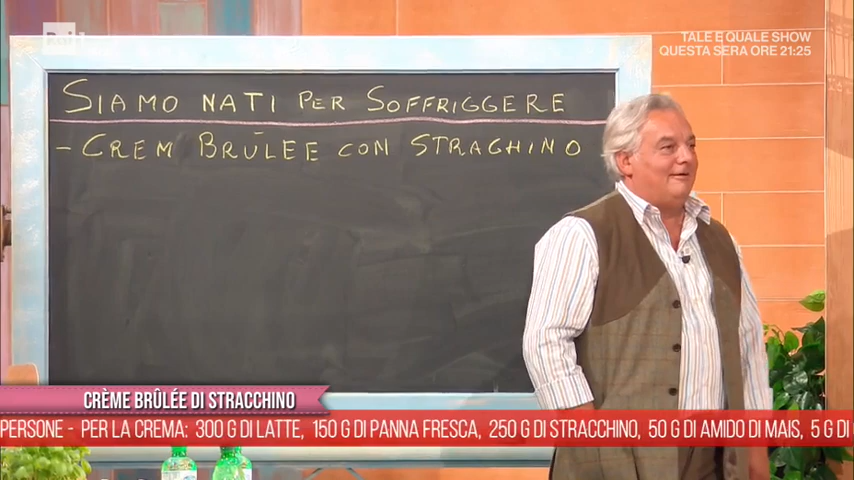 Rai
TALE E QUALE SHOW
QUESTA SERA ORE 21:25
SIAMO NATI PER SOFFRIGGERE
- CREM BRÛLEE CON STRAGHINO
CRÈME BRÛLÉE DI STRACCHINO
PERSONE - PER LA CREMA: 300 G DI LATTE, 150 G DI PANNA FRESCA, 250 G DI STRACCHINO, 50 G DI AMIDO DI MAIS, 5 G DI